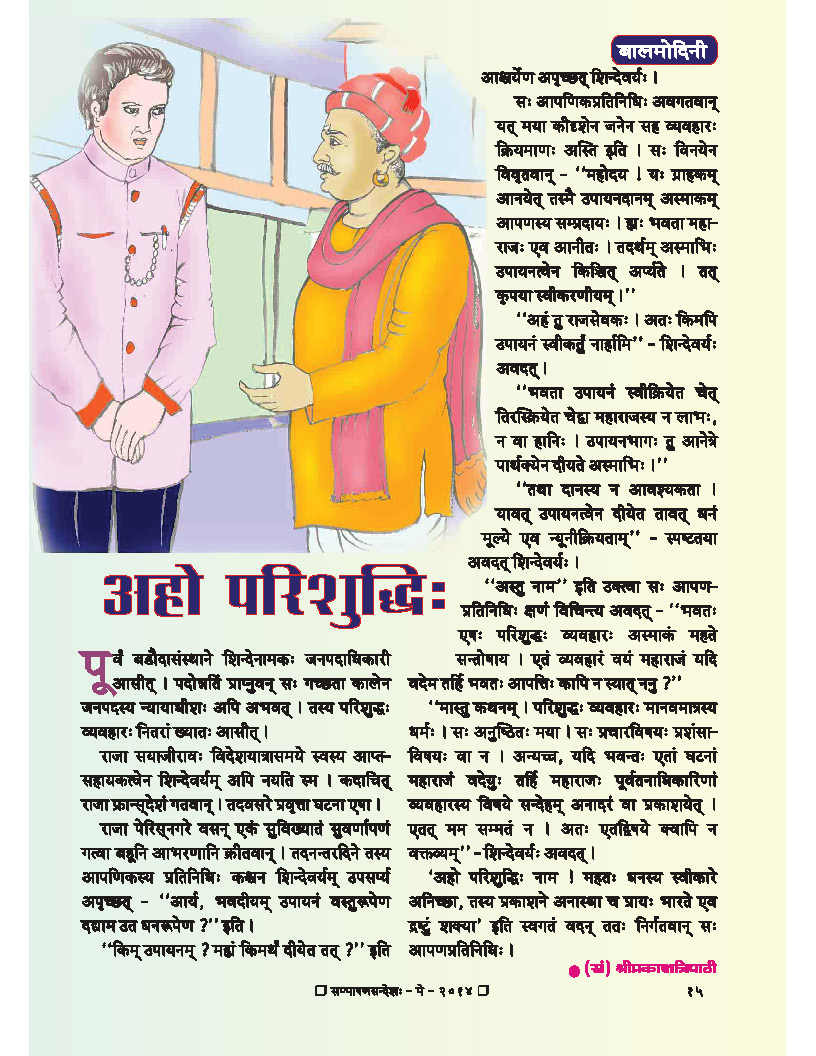 बालमोदिनी
अहो परिशुद्धिः
पूर्वं बडौदासंस्थाने शिन्देनामकः जनपदाधिकारी
आसीत् । पदोन्नतिं प्राप्नुवन् सः गच्छता कालेन
जनपदस्य न्यायाधीशः अपि अभवत् । तस्य परिशुद्धः
व्यवहारः नितरां ख्यातः आसीत् ।
राजा सयाजीरावः विदेशयात्रासमये स्वस्य आप्त-
सहायकत्वेन शिन्देवर्यम् अपि नयति स्म । कदाचित्
राजा फ्रान्स्‌देशं गतवान् । तदवसरे प्रवृत्ता घटना एषा ।
राजा पेरिस्‌नगरे वसन् एकं सुविख्यातं सुवर्णापणं
गत्वा बहूनि आभरणानि क्रीतवान् । तदनन्तरदिने तस्य
आपणिकस्य प्रतिनिधिः कश्चन शिन्देवर्यम् उपसर्प्य
अपृच्छत् - “आर्य, भवदीयम् उपायनं वस्तुरूपेण
दद्याम उत धनरूपेण ?” इति ।
“किम् उपायनम् ? मह्यं किमर्थं दीयेत तत् ?” इति
आश्चर्येण अपृच्छत् शिन्देवर्यः ।
सः आपणिकप्रतिनिधिः अवगतवान्
यत् मया कीदृशेन जनेन सह व्यवहारः
क्रियमाणः अस्ति इति । सः विनयेन
विवृतवान् - “महोदय ! यः ग्राहकम्
आनयेत् तस्मै उपायनदानम् अस्माकम्
आपणस्य सम्प्रदायः । ह्यः भवता महा-
राजः एव आनीतः । तदर्थम् अस्माभिः
उपायनत्वेन किञ्चित् अर्प्यते । तत्
कृपया स्वीकरणीयम् ।”
“अहं तु राजसेवकः । अतः किमपि
उपायनं स्वीकर्तुं नार्हामि” - शिन्देवर्यः
अवदत् ।
“भवता उपायनं स्वीक्रियेत चेत्
तिरस्क्रियेत चेद्वा महाराजस्य न लाभः,
न वा हानिः । उपायनभागः तु आनेत्रे
पार्थक्येन दीयते अस्माभिः ।”
“तथा दानस्य न आवश्यकता ।
यावत् उपायनत्वेन दीयेत तावत् धनं
मूल्ये एव न्यूनीक्रियताम्” - स्पष्टतया
अवदत् शिन्देवर्यः ।
“अस्तु नाम” इति उक्त्वा सः आपण-
प्रतिनिधिः क्षणं विचिन्त्य अवदत् - “भवतः
एषः परिशुद्धः व्यवहारः अस्माकं महते
सन्तोषाय । एतं व्यवहारं वयं महाराजं यदि
वदेम तर्हि भवतः आपत्तिः कापि न स्यात् ननु ?”
“मास्तु कथनम् । परिशुद्धः व्यवहारः मानवमात्रस्य
धर्मः । सः अनुष्ठितः मया । सः प्रचारविषयः प्रशंसा-
विषयः वा न । अन्यच्च, यदि भवन्तः एतां घटनां
महाराजं वदेयुः तर्हि महाराजः पूर्वतनाधिकारिणां
व्यवहारस्य विषये सन्देहम् अनादरं वा प्रकाशयेत् ।
एतत् मम सम्मतं न । अतः एतद्विषये क्वापि न
वक्तव्यम्” - शिन्देवर्यः अवदत् ।
‘अहो परिशुद्धिः नाम । महतः धनस्य स्वीकारे
अनिच्छा, तस्य प्रकाशने अनास्था च प्रायः भारते एव
द्रष्टुं शक्या’ इति स्वगतं वदन् ततः निर्गतवान् सः
आपणप्रतिनिधिः ।
● (सं) श्रीप्रकाशत्रिपाठी
❐ सम्भाषणसन्देशः - मे - २०१४ ❐
१५